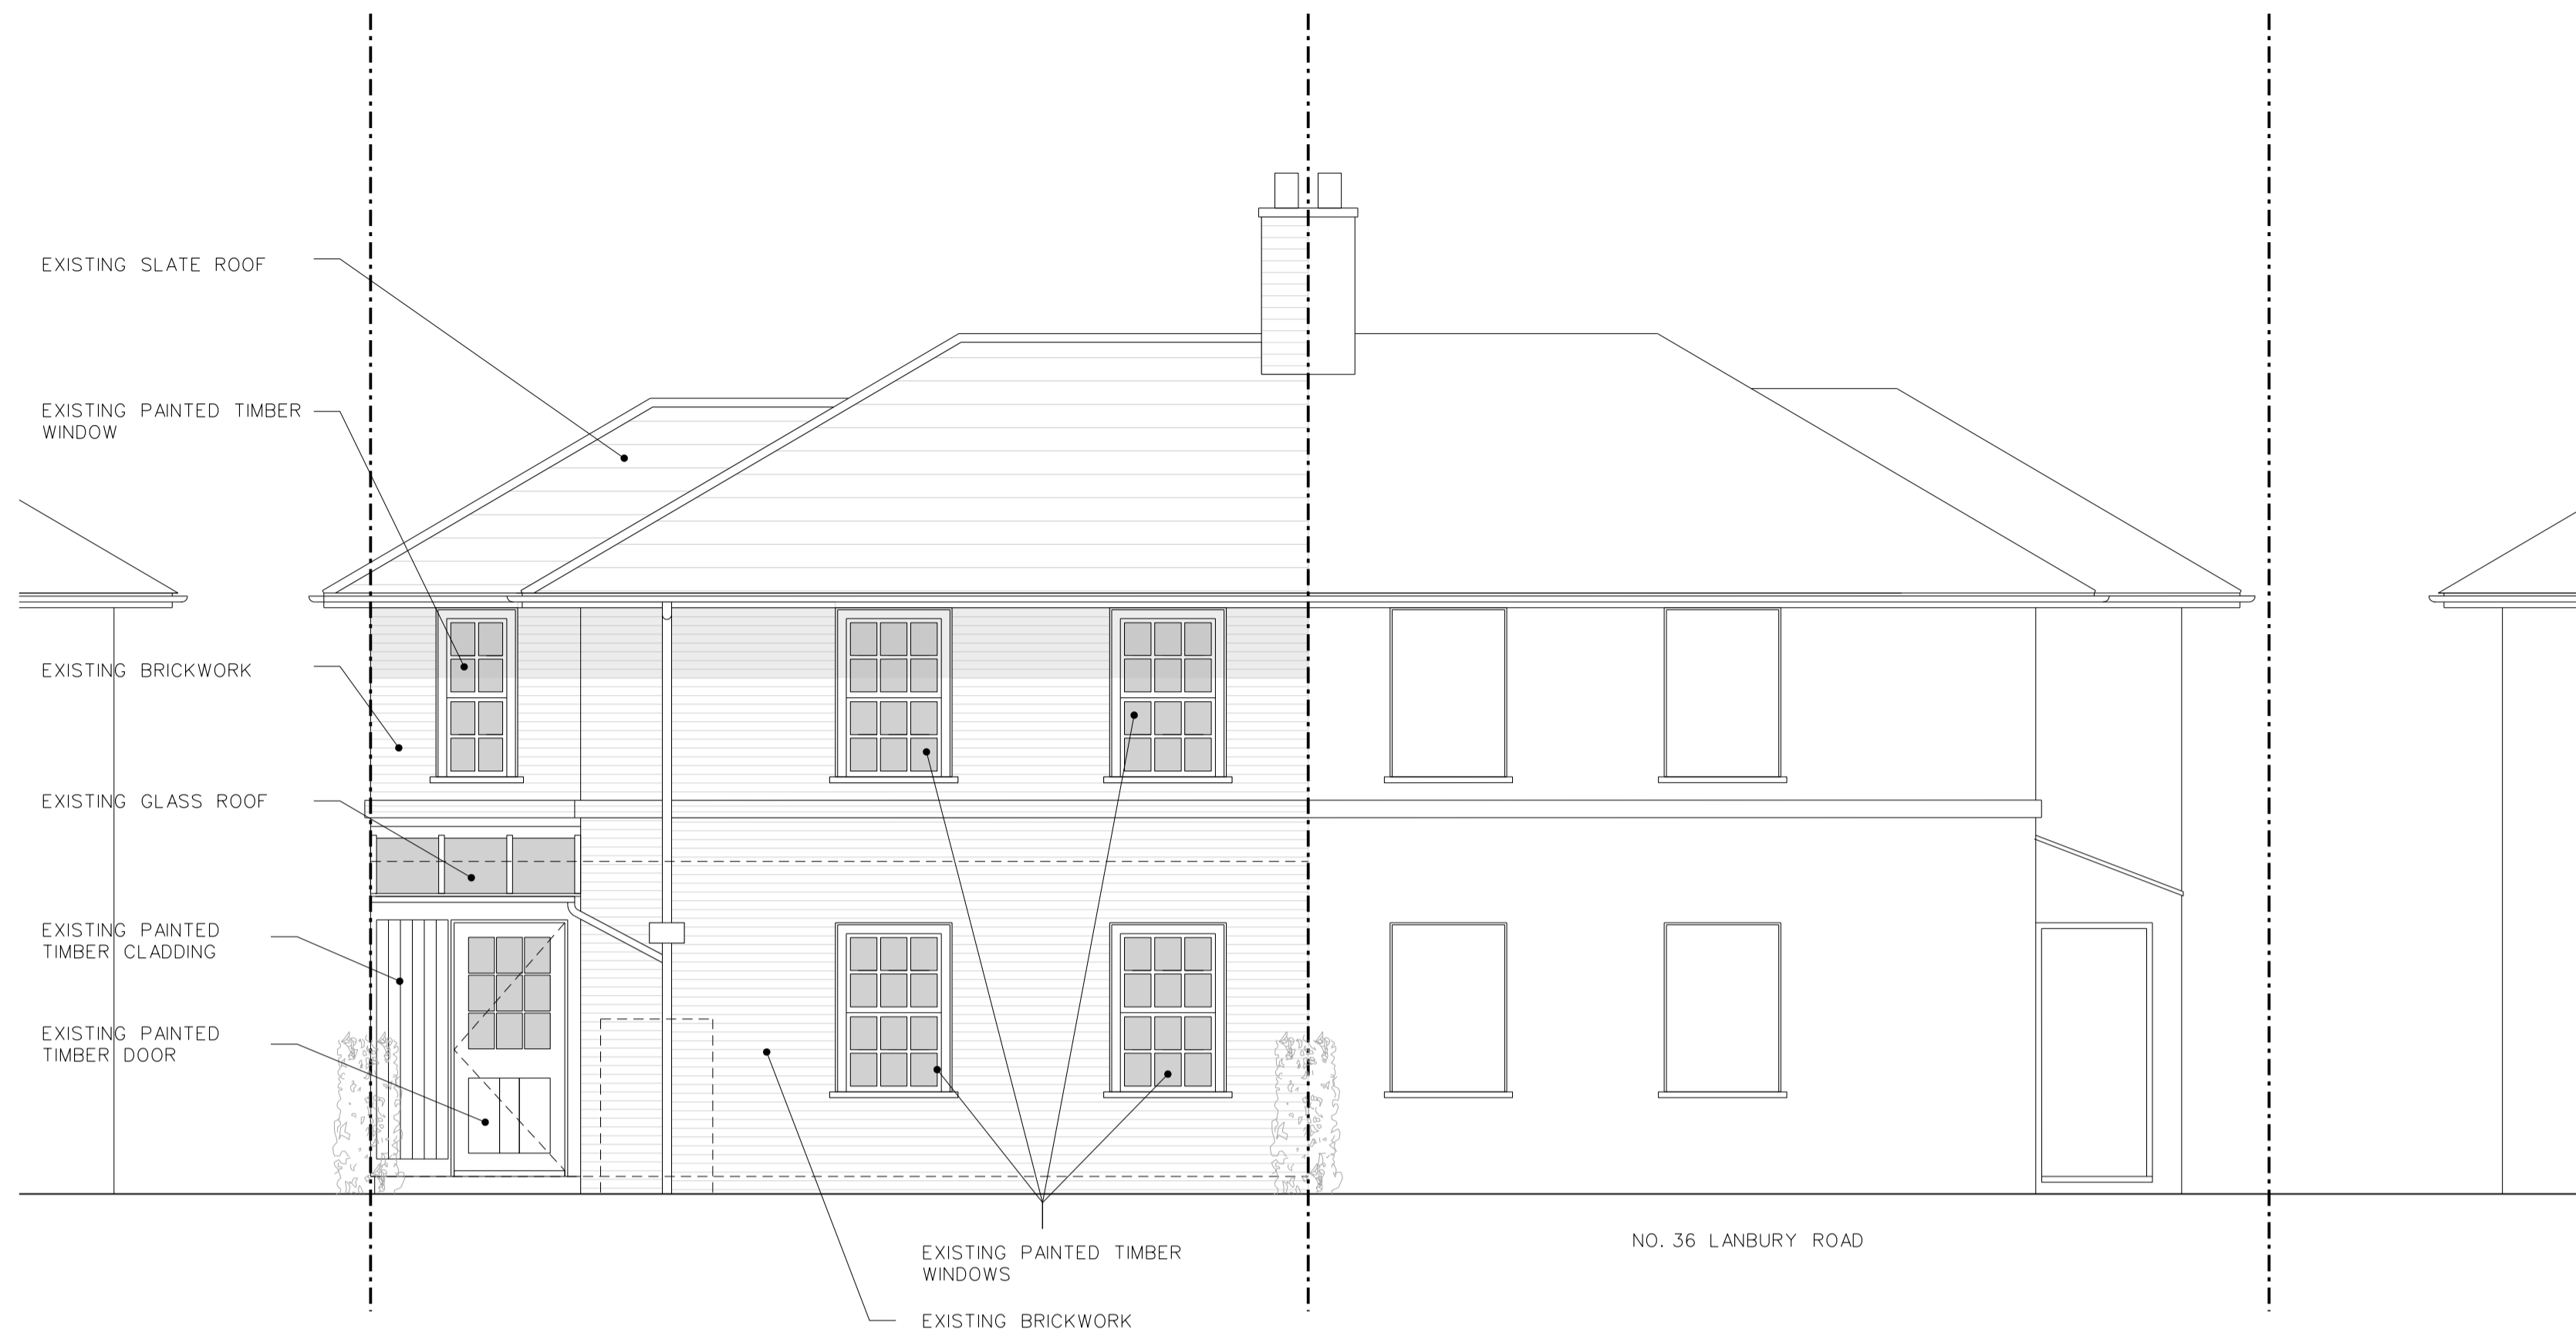 EXISTING SLATE ROOF
EXISTING PAINTED TIMBER
WINDOW
EXISTING BRICKWORK
EXISTING GLASS ROOF
EXISTING PAINTED
TIMBER CLADDING
EXISTING PAINTED
TIMBER DOOR
EXISTING PAINTED TIMBER
WINDOWS
EXISTING BRICKWORK
NO. 36 LANBURY ROAD